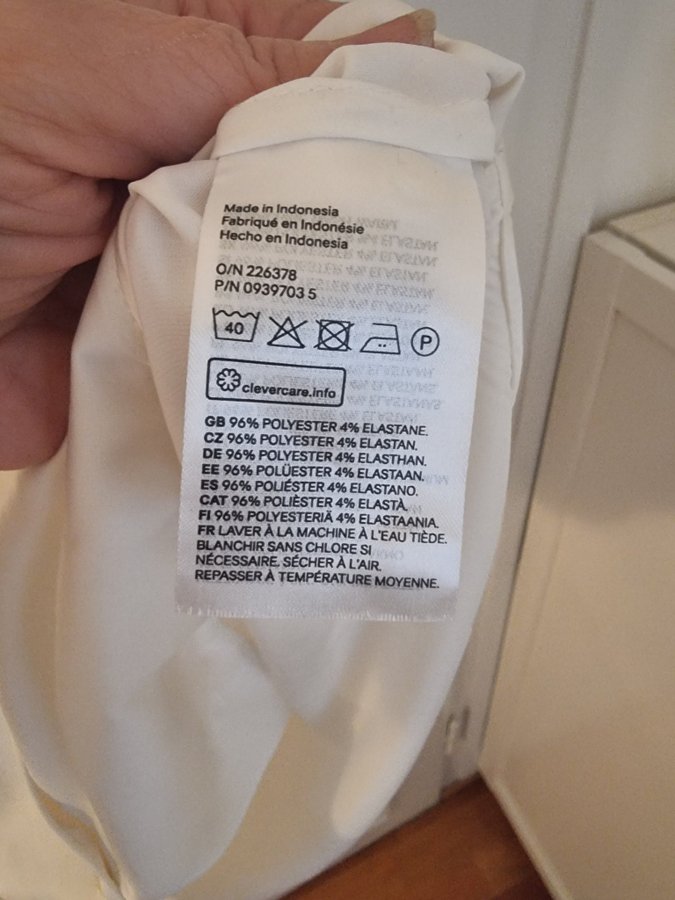 Made in Indonesia
Fabriqué en Indonésie
Hecho en Indonesia
O/N 226378
P/N 0939703 5
40 P
clevercare.info
GB 96% POLYESTER 4% ELASTANE.
CZ 96% POLYESTER 4% ELASTAN.
DE 96% POLYESTER 4% ELASTHAN.
EE 96% POLÜESTER 4% ELASTAAN.
ES 96% POLIÉSTER 4% ELASTANO.
CAT 96% POLIÈSTER 4% ELASTÀ.
FI 96% POLYESTERIÄ 4% ELASTAANIA.
FR LAVER À LA MACHINE À L'EAU TIÈDE.
BLANCHIR SANS CHLORE SI
NÉCESSAIRE. SÉCHER À L'AIR.
REPASSER À TEMPÉRATURE MOYENNE.